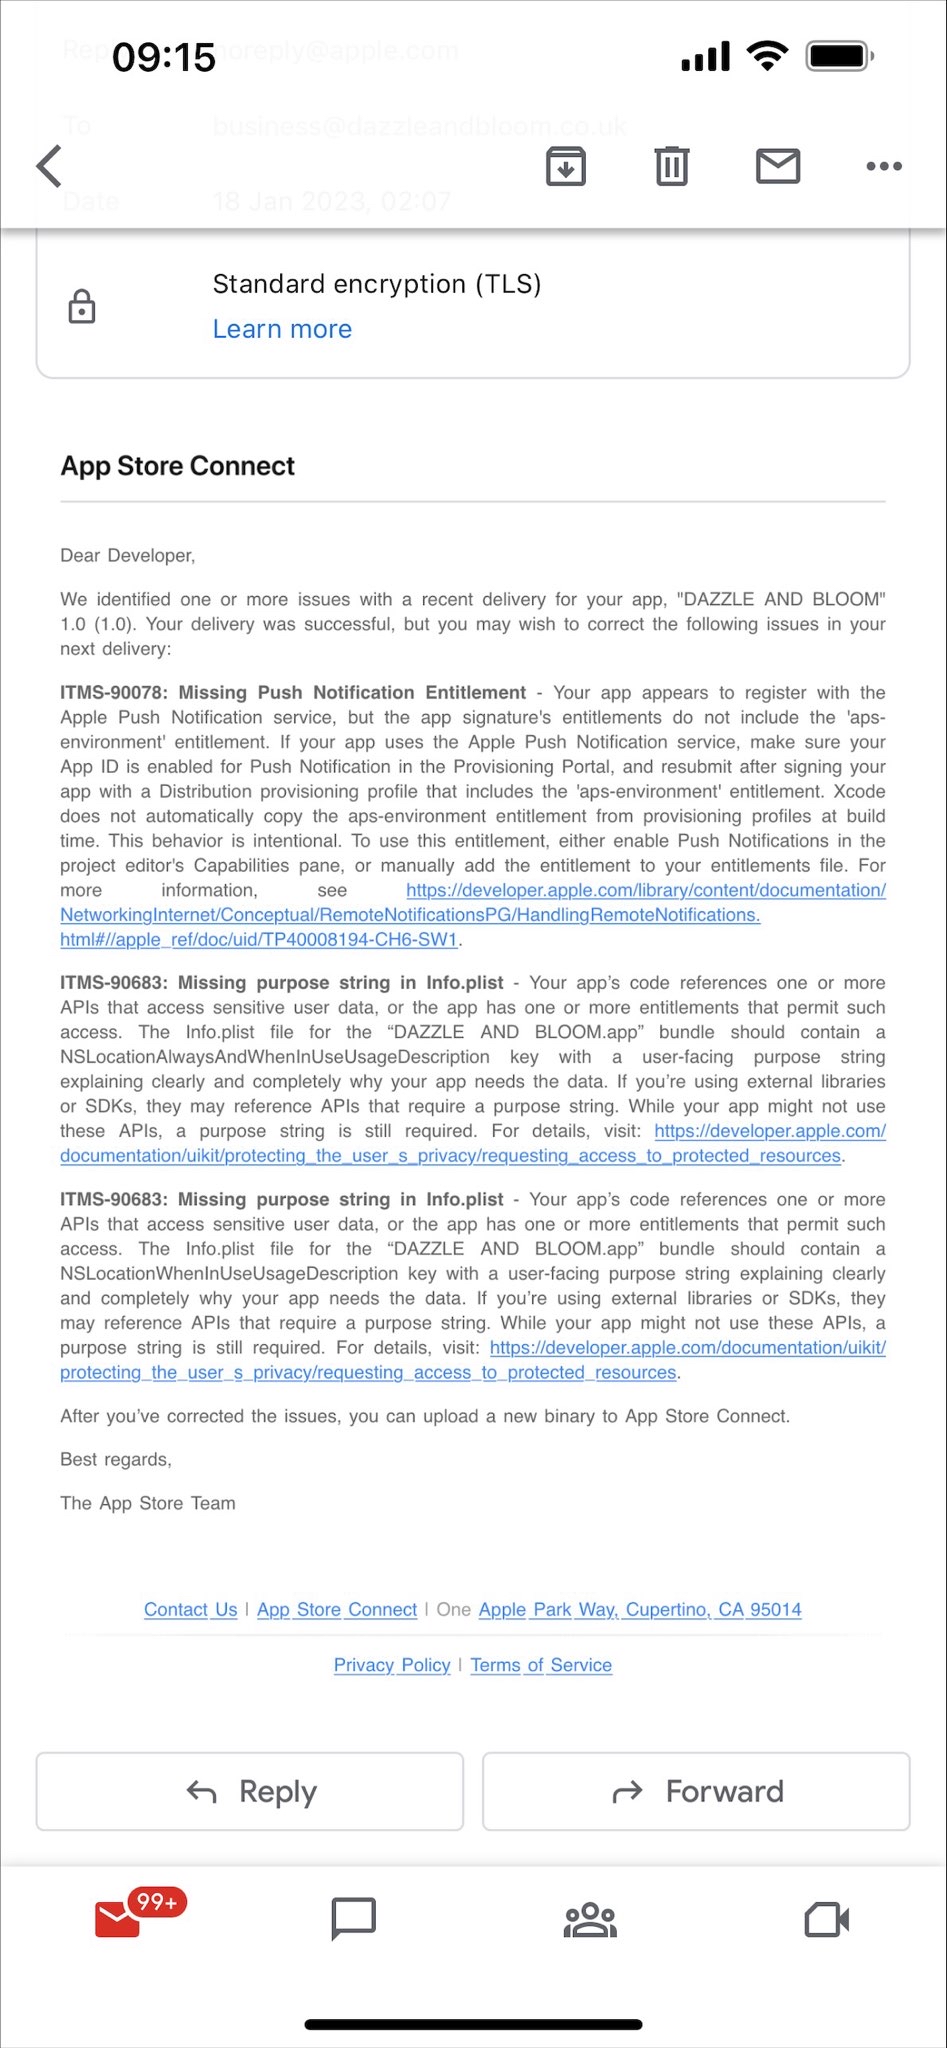 Rep
noreply@apple.com
09:15
To
business@dazzleandbloom.co.uk
Date
18 Jan 2023, 02:07
Standard encryption (TLS)
Learn more
App Store Connect
Dear Developer,
We identified one or more issues with a recent delivery for your app, "DAZZLE AND BLOOM"
1.0 (1.0). Your delivery was successful, but you may wish to correct the following issues in your
next delivery:
ITMS-90078: Missing Push Notification Entitlement - Your app appears to register with the
Apple Push Notification service, but the app signature's entitlements do not include the 'aps-
environment' entitlement. If your app uses the Apple Push Notification service, make sure your
App ID is enabled for Push Notification in the Provisioning Portal, and resubmit after signing your
app with a Distribution provisioning profile that includes the 'aps-environment' entitlement. Xcode
does not automatically copy the aps-environment entitlement from provisioning profiles at build
time. This behavior is intentional. To use this entitlement, either enable Push Notifications in the
project editor's Capabilities pane, or manually add the entitlement to your entitlements file. For
more information, see https://developer.apple.com/library/content/documentation/
NetworkingInternet/Conceptual/RemoteNotificationsPG/HandlingRemoteNotifications.
html#//apple_ref/doc/uid/TP40008194-CH6-SW1.
ITMS-90683: Missing purpose string in Info.plist - Your app’s code references one or more
APIs that access sensitive user data, or the app has one or more entitlements that permit such
access. The Info.plist file for the “DAZZLE AND BLOOM.app” bundle should contain a
NSLocationAlwaysAndWhenInUseUsageDescription key with a user-facing purpose string
explaining clearly and completely why your app needs the data. If you’re using external libraries
or SDKs, they may reference APIs that require a purpose string. While your app might not use
these APIs, a purpose string is still required. For details, visit: https://developer.apple.com/
documentation/uikit/protecting_the_user_s_privacy/requesting_access_to_protected_resources.
ITMS-90683: Missing purpose string in Info.plist - Your app’s code references one or more
APIs that access sensitive user data, or the app has one or more entitlements that permit such
access. The Info.plist file for the “DAZZLE AND BLOOM.app” bundle should contain a
NSLocationWhenInUseUsageDescription key with a user-facing purpose string explaining clearly
and completely why your app needs the data. If you’re using external libraries or SDKs, they
may reference APIs that require a purpose string. While your app might not use these APIs, a
purpose string is still required. For details, visit: https://developer.apple.com/documentation/uikit/
protecting_the_user_s_privacy/requesting_access_to_protected_resources.
After you’ve corrected the issues, you can upload a new binary to App Store Connect.
Best regards,
The App Store Team
Contact Us | App Store Connect | One Apple Park Way, Cupertino, CA 95014
Privacy Policy | Terms of Service
Reply
Forward
99+